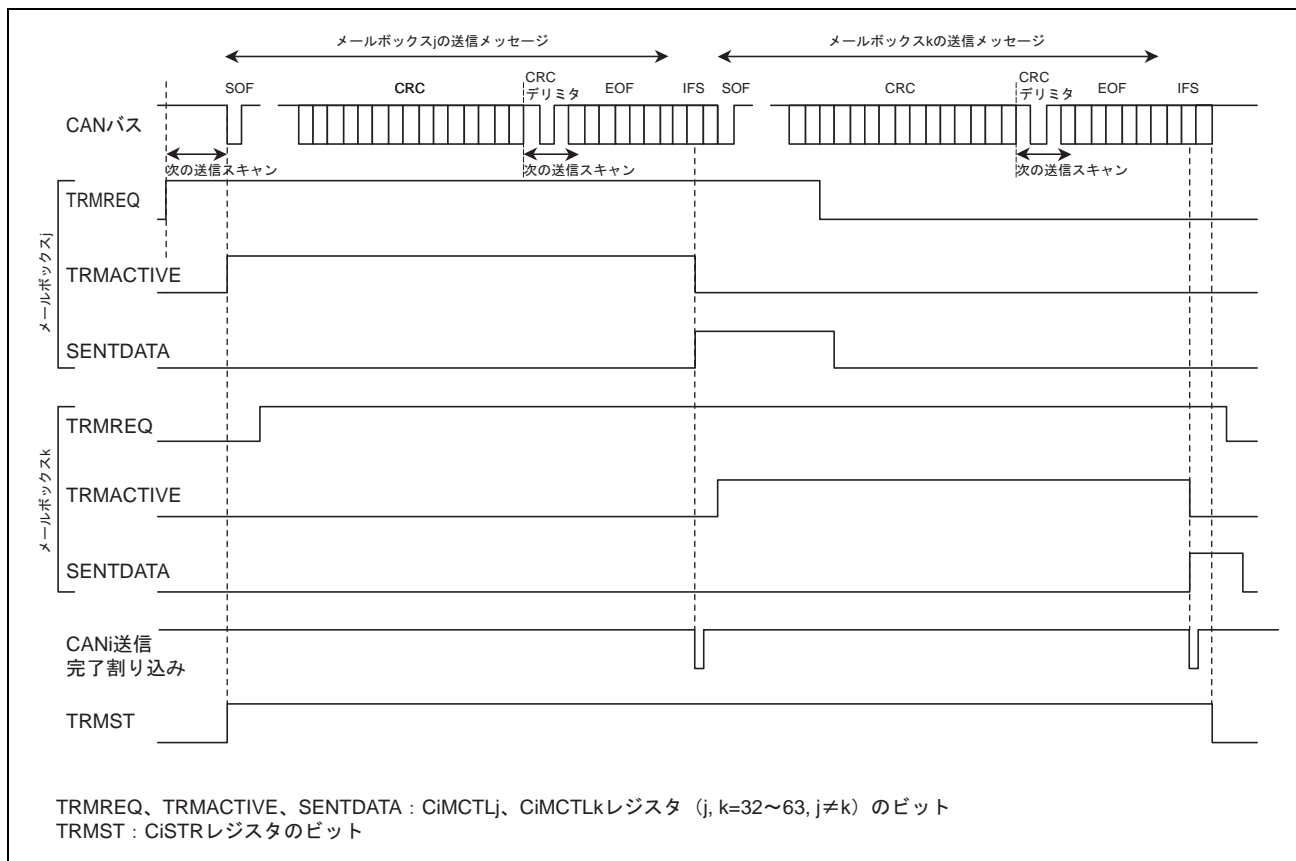 メールボックスjの送信メッセージ
メールボックスkの送信メッセージ
SOF
CRC
CRC
デリミタ
EOF
IFS
SOF
CRC
CRC
デリミタ
EOF
IFS
CANバス
次の送信スキャン
次の送信スキャン
次の送信スキャン
メールボックスj
TRMREQ
TRMACTIVE
SENTDATA
メールボックスk
TRMREQ
TRMACTIVE
SENTDATA
CANi送信
完了割り込み
TRMST
TRMREQ、TRMACTIVE、SENTDATA：CiMCTLj、CiMCTLkレジスタ（j, k=32～63, j≠k）のビット
TRMST：CiSTRレジスタのビット